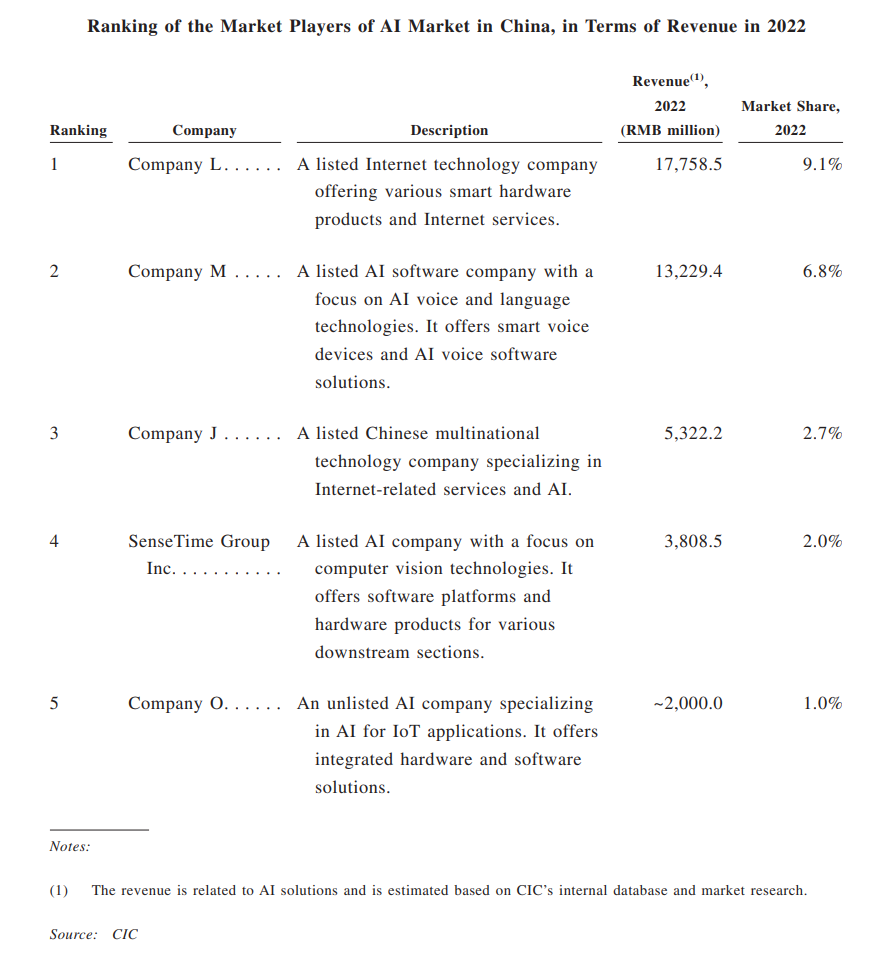 Ranking of the Market Players of AI Market in China, in Terms of Revenue in 2022
Revenue(1),
2022 Market Share,
Ranking Company Description (RMB million) 2022
1 Company L. . . . . . A listed Internet technology company 17,758.5 9.1%
offering various smart hardware
products and Internet services.
2 Company M . . . . . A listed AI software company with a 13,229.4 6.8%
focus on AI voice and language
technologies. It offers smart voice
devices and AI voice software
solutions.
3 Company J . . . . . . A listed Chinese multinational 5,322.2 2.7%
technology company specializing in
Internet-related services and AI.
4 SenseTime Group A listed AI company with a focus on 3,808.5 2.0%
Inc. . . . . . . . . . . computer vision technologies. It
offers software platforms and
hardware products for various
downstream sections.
5 Company O. . . . . . An unlisted AI company specializing ~2,000.0 1.0%
in AI for IoT applications. It offers
integrated hardware and software
solutions.
Notes:
(1) The revenue is related to AI solutions and is estimated based on CIC’s internal database and market research.
Source: CIC